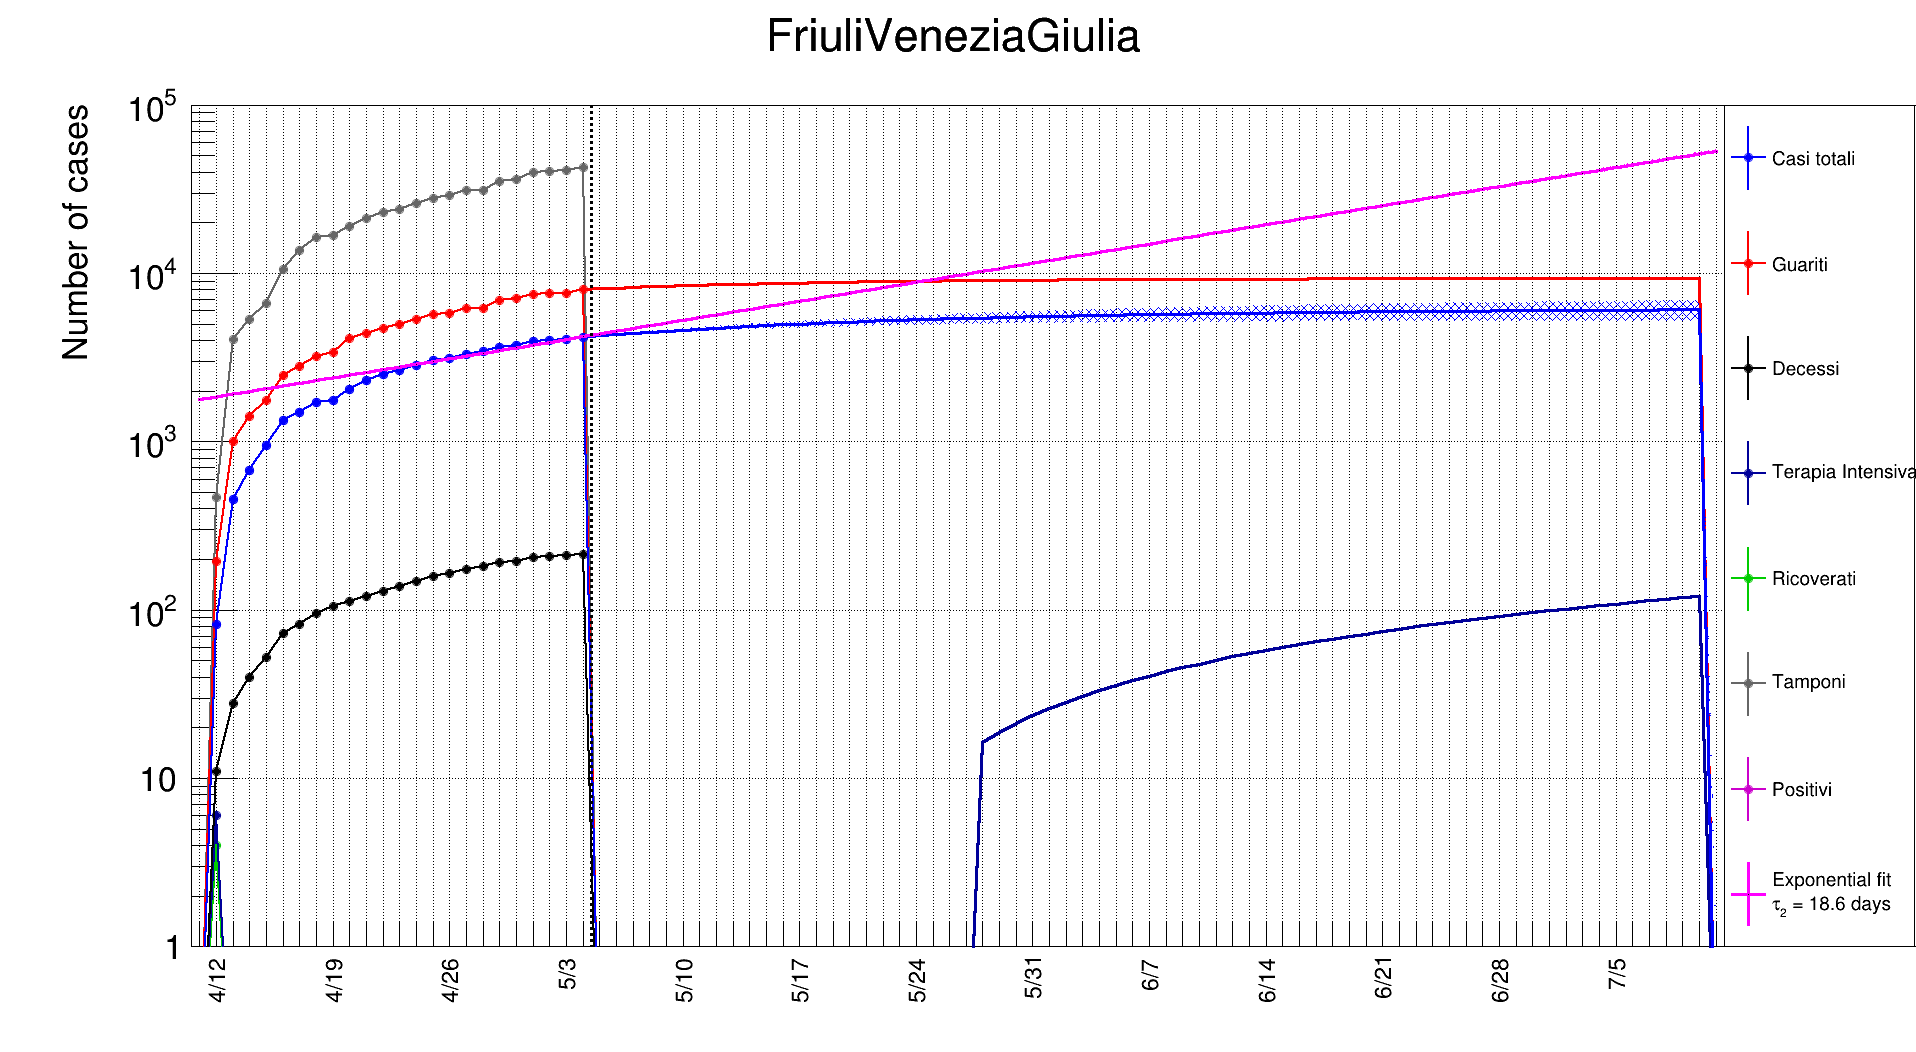 FriuliVeneziaGiulia
Number of cases
10^5
10^4
10^3
10^2
10
1
4/12
4/19
4/26
5/3
5/10
5/17
5/24
5/31
6/7
6/14
6/21
6/28
7/5
Casi totali
Guariti
Decessi
Terapia Intensiva
Ricoverati
Tamponi
Positivi
Exponential fit
τ₂ = 18.6 days